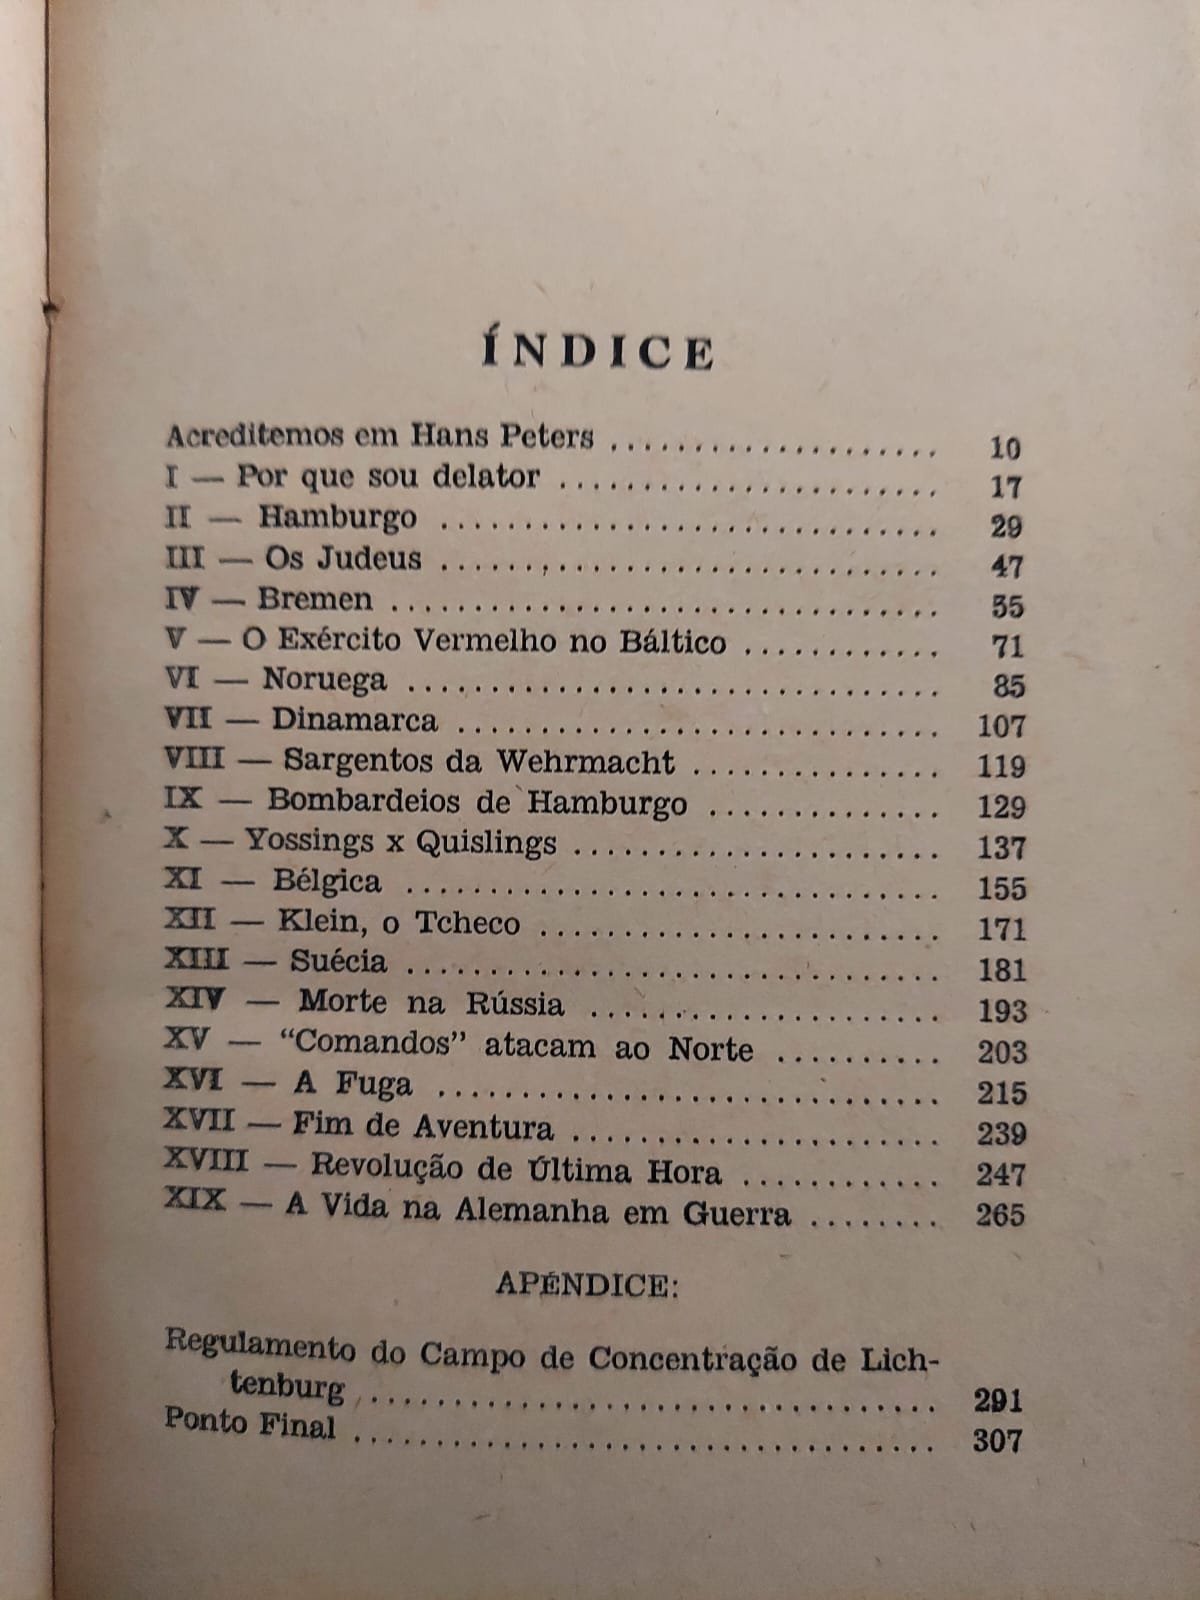 ÍNDICE
Acreditemos em Hans Peters .................... 10
I — Por que sou delator ....................... 17
II — Hamburgo .............................. 29
III — Os Judeus .............................. 47
IV — Bremen ................................. 55
V — O Exército Vermelho no Báltico ............ 71
VI — Noruega ................................ 85
VII — Dinamarca ............................. 107
VIII — Sargentos da Wehrmacht ............... 119
IX — Bombardeios de Hamburgo .............. 129
X — Yossings x Quislings ...................... 137
XI — Bélgica ................................ 155
XII — Klein, o Tcheco ........................ 171
XIII — Suécia ................................ 181
XIV — Morte na Rússia ..................... 193
XV — “Comandos” atacam ao Norte .......... 203
XVI — A Fuga .............................. 215
XVII — Fim de Aventura ...................... 239
XVIII — Revolução de Última Hora ............ 247
XIX — A Vida na Alemanha em Guerra ........ 265
APÉNDICE:
Regulamento do Campo de Concentração de Lich-
tenburg .................................. 291
Ponto Final ................................... 307